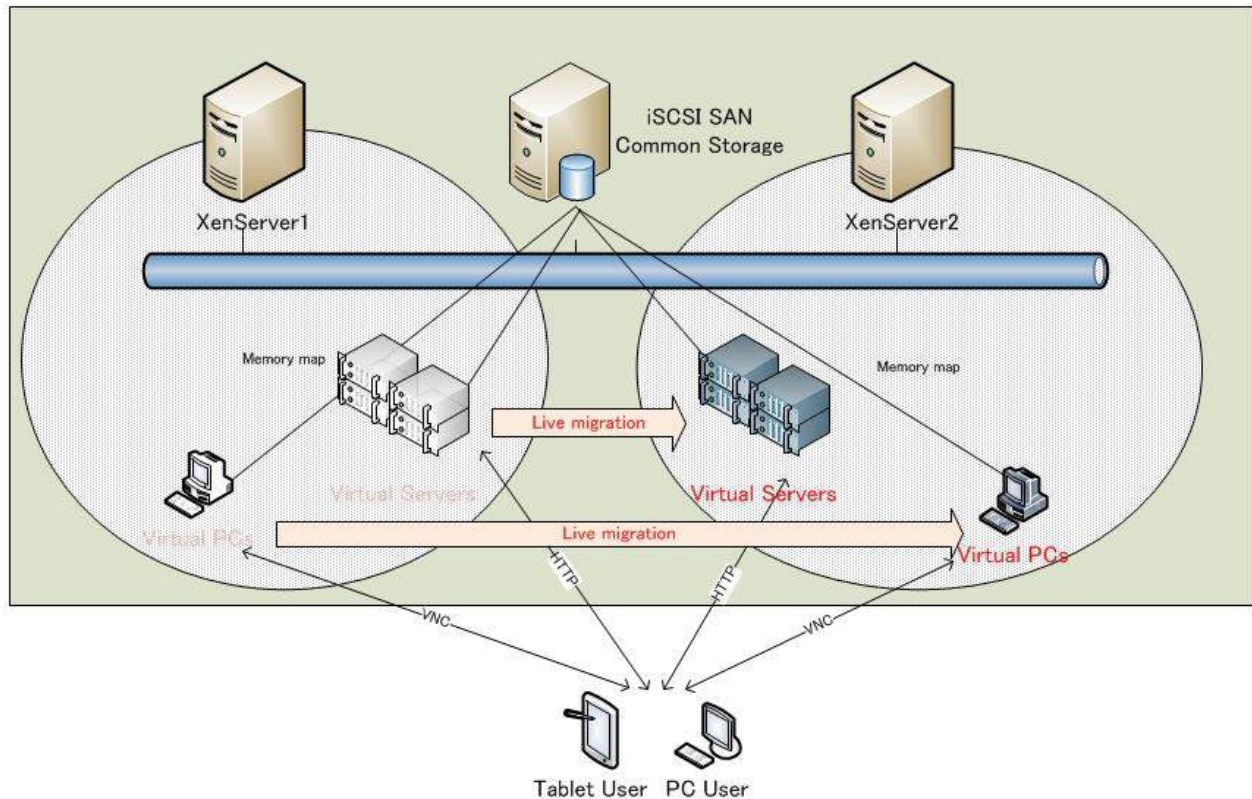 iSCSI SAN
Common Storage
XenServer1
XenServer2
Memory map
Memory map
Live migration
Virtual Servers
Virtual Servers
Live migration
Virtual PCs
Virtual PCs
HTTP
HTTP
VNC
VNC
Tablet User
PC User